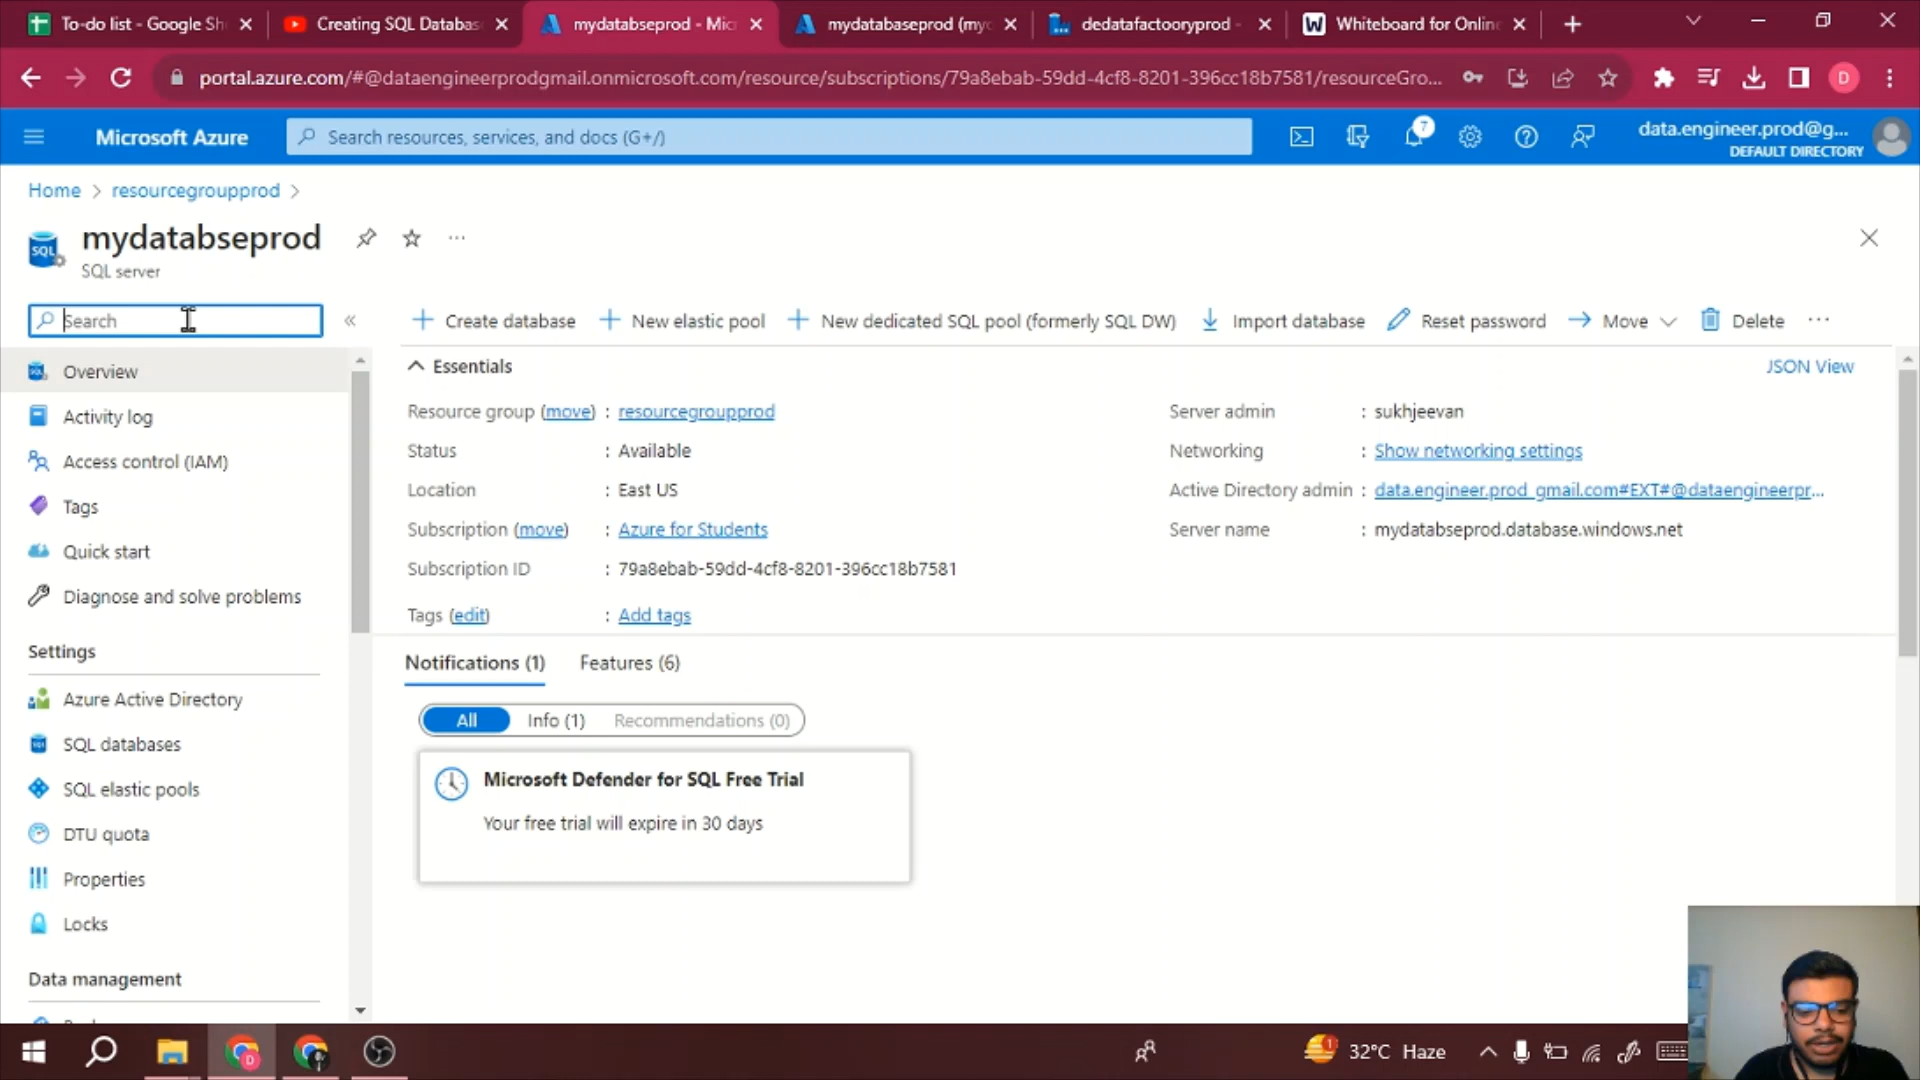 To-do list - Google Sh
Creating SQL Databas
mydatabseprod - Mic
mydatabaseprod (my
dedatafactooryprod -
Whiteboard for Onlin
portal.azure.com/#@dataengineerprodgmail.onmicrosoft.com/resource/subscriptions/79a8ebab-59dd-4cf8-8201-396cc18b7581/resourceGro...
D
Microsoft Azure
Search resources, services, and docs (G+/)
7
data.engineer.prod@g...
DEFAULT DIRECTORY
Home > resourcegroupprod >
SQL
mydatabseprod
SQL server
Search
Create database
New elastic pool
New dedicated SQL pool (formerly SQL DW)
Import database
Reset password
Move
Delete
Overview
Activity log
Access control (IAM)
Tags
Quick start
Diagnose and solve problems
Settings
Azure Active Directory
SQL databases
SQL elastic pools
DTU quota
Properties
Locks
Data management
Essentials
JSON View
Resource group (move) : resourcegroupprod
Status : Available
Location : East US
Subscription (move) : Azure for Students
Subscription ID : 79a8ebab-59dd-4cf8-8201-396cc18b7581
Tags (edit) : Add tags
Server admin : sukhjeevan
Networking : Show networking settings
Active Directory admin : data.engineer.prod_gmail.com#EXT#@dataengineerpr...
Server name : mydatabseprod.database.windows.net
Notifications (1)
Features (6)
All
Info (1)
Recommendations (0)
Microsoft Defender for SQL Free Trial
Your free trial will expire in 30 days
32°C Haze